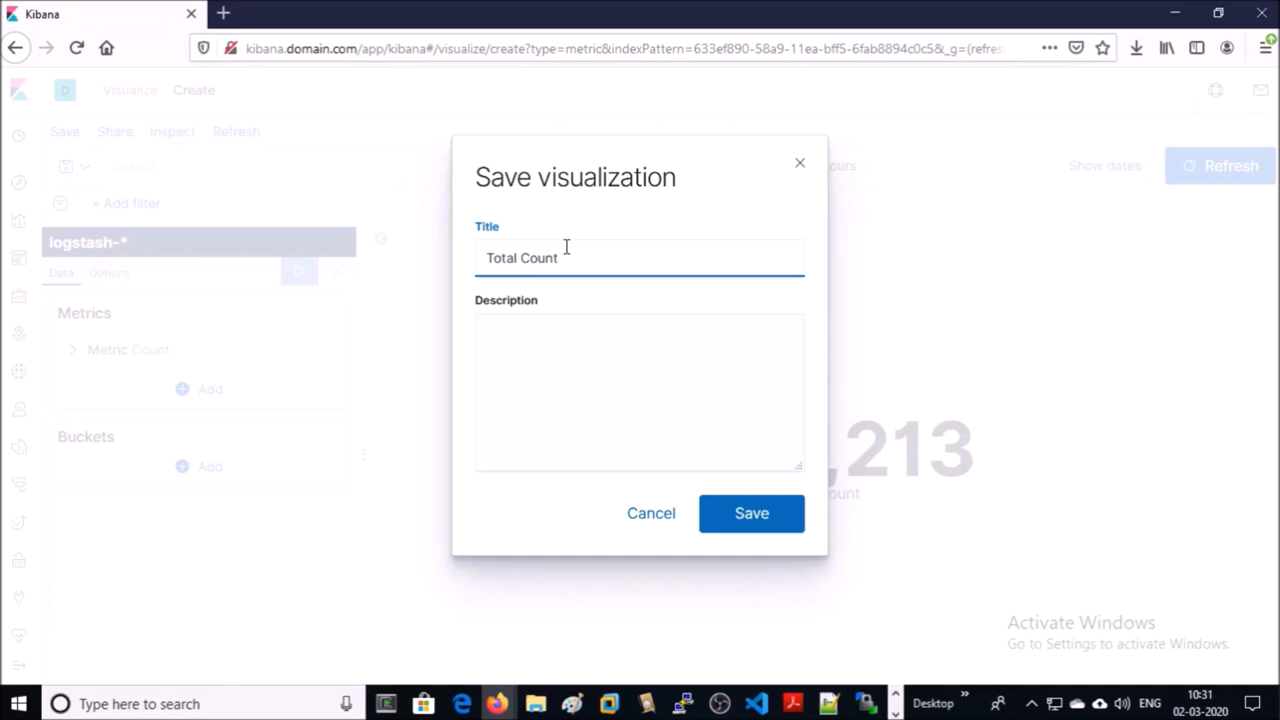 Kibana
kibana.domain.com/app/kibana#/visualize/create?type=metric&indexPattern=633ef890-58a9-11ea-bff5-6fab8894c0c5&_g=(refres
D Visualize Create
Save Share Inspect Refresh
Search
ours
Show dates
Refresh
+ Add filter
logstash-*
Data Options
Metrics
Metric Count
Add
Buckets
Add
Save visualization
Title
Total Count
Description
Cancel Save
,213
ount
Activate Windows
Go to Settings to activate Windows.
Type here to search
Desktop
ENG
10:31
02-03-2020